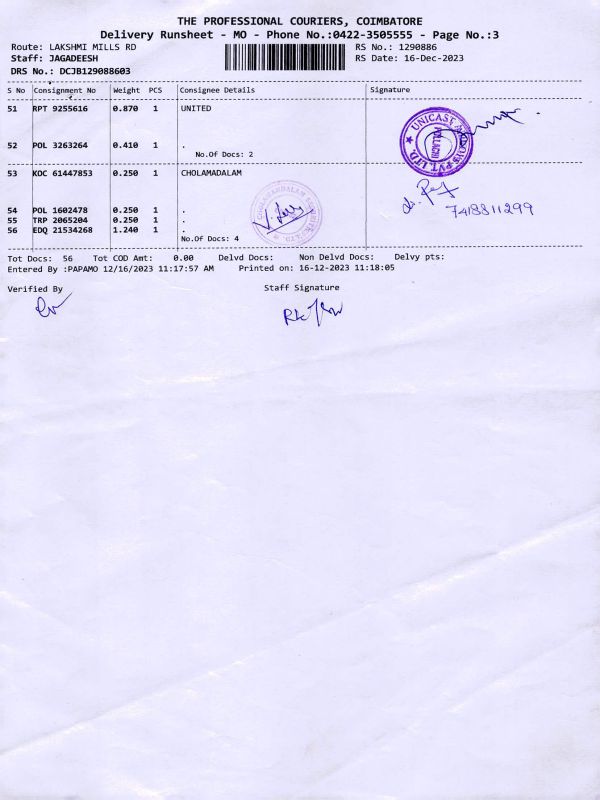 THE PROFESSIONAL COURIERS, COIMBATORE
Delivery Runsheet - MO - Phone No.:0422-3505555 - Page No.:3
Route: LAKSHMI MILLS RD
RS No.: 1290886
Staff: JAGADEESH
RS Date: 16-Dec-2023
DRS No.: DCJB129088603
S No Consignment No Weight PCS Consignee Details Signature
51 RPT 9255616 0.870 1 UNITED
UNICAST
POLLACHI
PVT. LTD.
52 POL 3263264 0.410 1 .
No.Of Docs: 2
53 KOC 61447853 0.250 1 CHOLAMADALAM
7418811299
54 POL 1602478 0.250 1 .
55 TRP 2065204 0.250 1 .
56 EDQ 21534268 1.240 1 .
No.Of Docs: 4
Tot Docs: 56 Tot COD Amt: 0.00 Delvd Docs: Non Delvd Docs: Delvy pts:
Entered By :PAPAMO 12/16/2023 11:17:57 AM Printed on: 16-12-2023 11:18:05
Verified By Staff Signature